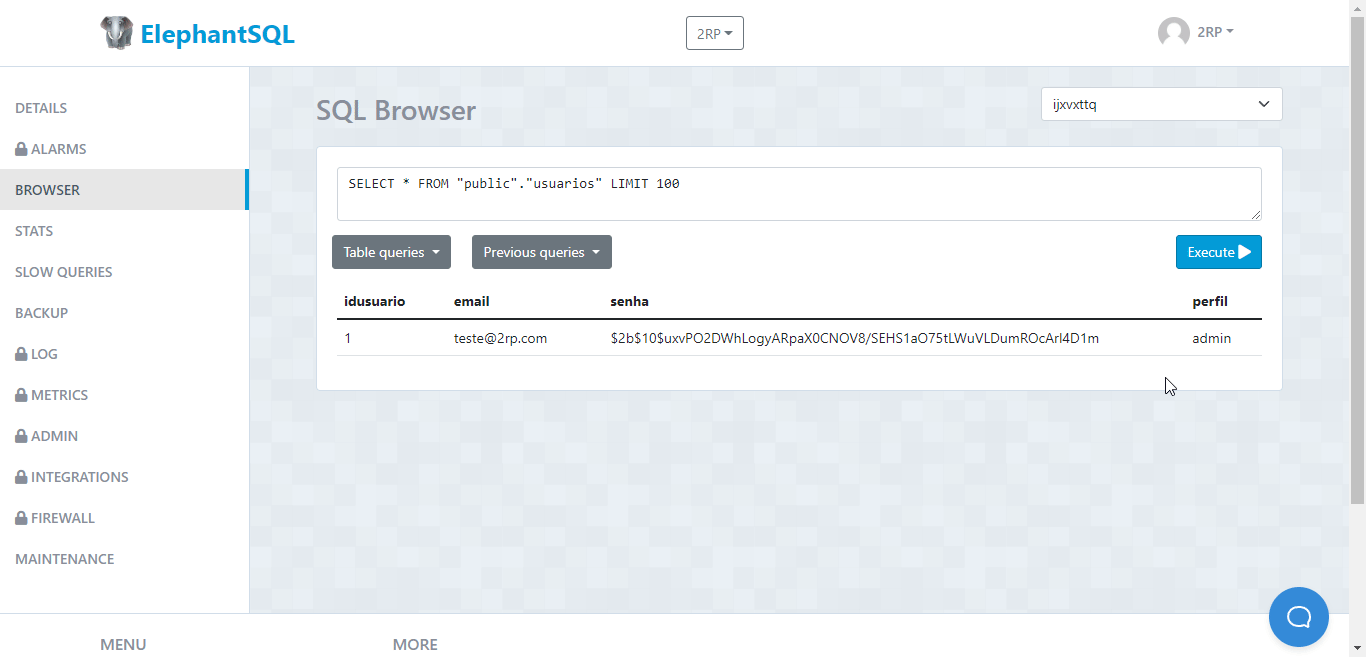 ElephantSQL
2RP
2RP
DETAILS
ALARMS
BROWSER
STATS
SLOW QUERIES
BACKUP
LOG
METRICS
ADMIN
INTEGRATIONS
FIREWALL
MAINTENANCE
SQL Browser
ijxvxttq
SELECT * FROM "public"."usuarios" LIMIT 100
Table queries
Previous queries
Execute
idusuario email senha perfil
1 teste@2rp.com $2b$10$uxvPO2DWhLogyARpaX0CNOV8/SEHS1aO75tLWuVLDumROcArI4D1m admin
MENU
MORE